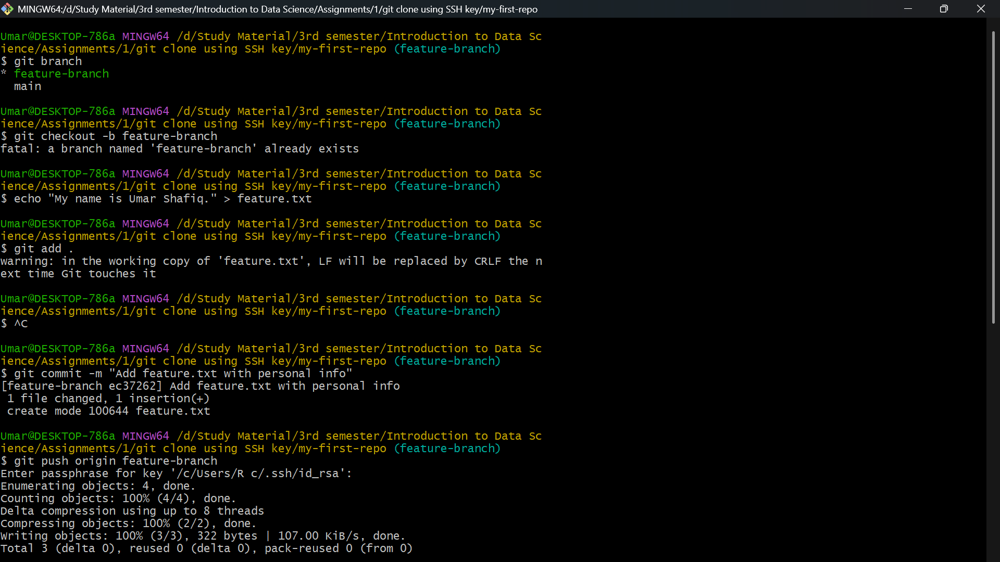 MINGW64:/d/Study Material/3rd semester/Introduction to Data Science/Assignments/1/git clone using SSH key/my-first-repo
Umar@DESKTOP-786a MINGW64 /d/Study Material/3rd semester/Introduction to Data Sc
ience/Assignments/1/git clone using SSH key/my-first-repo (feature-branch)
$ git branch
* feature-branch
  main
Umar@DESKTOP-786a MINGW64 /d/Study Material/3rd semester/Introduction to Data Sc
ience/Assignments/1/git clone using SSH key/my-first-repo (feature-branch)
$ git checkout -b feature-branch
fatal: a branch named 'feature-branch' already exists
Umar@DESKTOP-786a MINGW64 /d/Study Material/3rd semester/Introduction to Data Sc
ience/Assignments/1/git clone using SSH key/my-first-repo (feature-branch)
$ echo "My name is Umar Shafiq." > feature.txt
Umar@DESKTOP-786a MINGW64 /d/Study Material/3rd semester/Introduction to Data Sc
ience/Assignments/1/git clone using SSH key/my-first-repo (feature-branch)
$ git add .
warning: in the working copy of 'feature.txt', LF will be replaced by CRLF the n
ext time Git touches it
Umar@DESKTOP-786a MINGW64 /d/Study Material/3rd semester/Introduction to Data Sc
ience/Assignments/1/git clone using SSH key/my-first-repo (feature-branch)
$ ^C
Umar@DESKTOP-786a MINGW64 /d/Study Material/3rd semester/Introduction to Data Sc
ience/Assignments/1/git clone using SSH key/my-first-repo (feature-branch)
$ git commit -m "Add feature.txt with personal info"
[feature-branch ec37262] Add feature.txt with personal info
 1 file changed, 1 insertion(+)
 create mode 100644 feature.txt
Umar@DESKTOP-786a MINGW64 /d/Study Material/3rd semester/Introduction to Data Sc
ience/Assignments/1/git clone using SSH key/my-first-repo (feature-branch)
$ git push origin feature-branch
Enter passphrase for key '/c/Users/R c/.ssh/id_rsa':
Enumerating objects: 4, done.
Counting objects: 100% (4/4), done.
Delta compression using up to 8 threads
Compressing objects: 100% (2/2), done.
Writing objects: 100% (3/3), 322 bytes | 107.00 KiB/s, done.
Total 3 (delta 0), reused 0 (delta 0), pack-reused 0 (from 0)